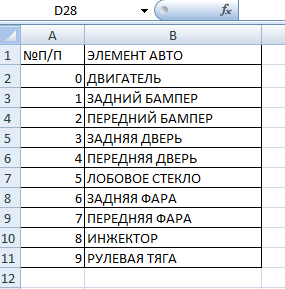 D28 fx
A B
1 №П/П ЭЛЕМЕНТ АВТО
2 0 ДВИГАТЕЛЬ
3 1 ЗАДНИЙ БАМПЕР
4 2 ПЕРЕДНИЙ БАМПЕР
5 3 ЗАДНЯЯ ДВЕРЬ
6 4 ПЕРЕДНЯЯ ДВЕРЬ
7 5 ЛОБОВОЕ СТЕКЛО
8 6 ЗАДНЯЯ ФАРА
9 7 ПЕРЕДНЯЯ ФАРА
10 8 ИНЖЕКТОР
11 9 РУЛЕВАЯ ТЯГА
12